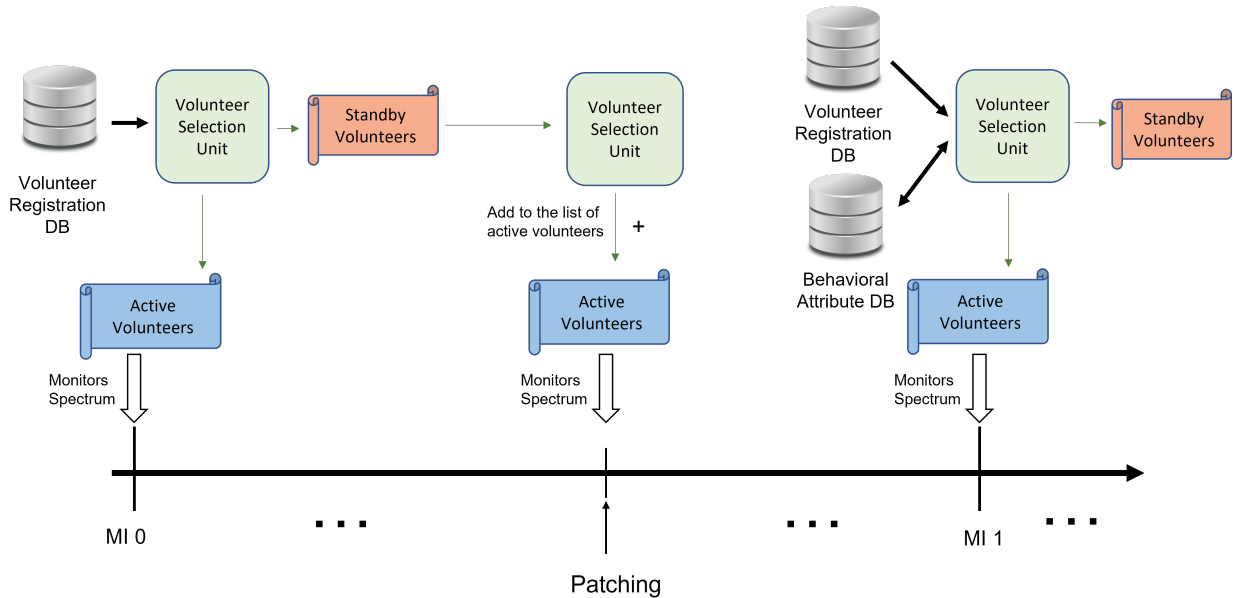 Volunteer
Registration
DB
Volunteer
Selection
Unit
Standby
Volunteers
Active
Volunteers
Monitors
Spectrum
MI 0
Volunteer
Selection
Unit
Add to the list of
active volunteers
+
Active
Volunteers
Monitors
Spectrum
Patching
Volunteer
Registration
DB
Behavioral
Attribute DB
Volunteer
Selection
Unit
Standby
Volunteers
Active
Volunteers
Monitors
Spectrum
MI 1